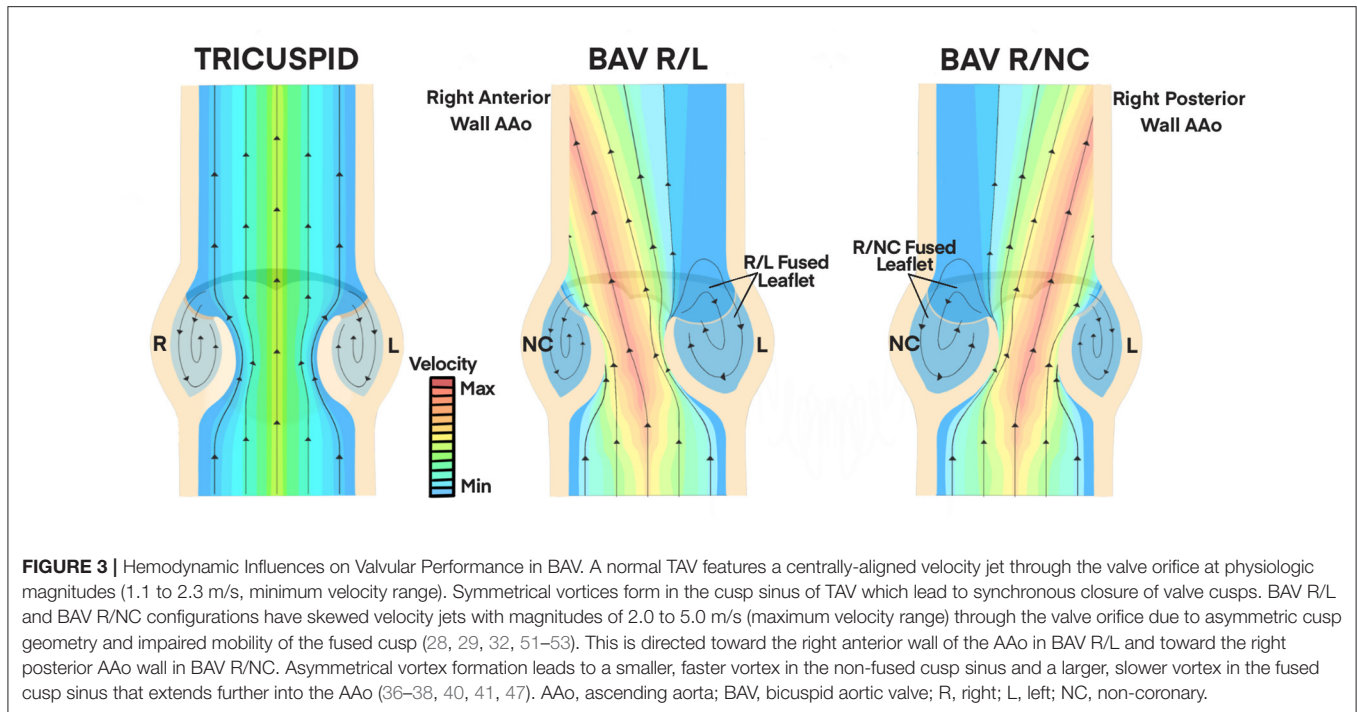 TRICUSPID
BAV R/L
BAV R/NC
Right Anterior
Wall AAo
Right Posterior
Wall AAo
R/L Fused
Leaflet
R/NC Fused
Leaflet
R
L
NC
L
NC
L
Velocity
Max
Min
FIGURE 3 | Hemodynamic Influences on Valvular Performance in BAV. A normal TAV features a centrally-aligned velocity jet through the valve orifice at physiologic
magnitudes (1.1 to 2.3 m/s, minimum velocity range). Symmetrical vortices form in the cusp sinus of TAV which lead to synchronous closure of valve cusps. BAV R/L
and BAV R/NC configurations have skewed velocity jets with magnitudes of 2.0 to 5.0 m/s (maximum velocity range) through the valve orifice due to asymmetric cusp
geometry and impaired mobility of the fused cusp (28, 29, 32, 51–53). This is directed toward the right anterior wall of the AAo in BAV R/L and toward the right
posterior AAo wall in BAV R/NC. Asymmetrical vortex formation leads to a smaller, faster vortex in the non-fused cusp sinus and a larger, slower vortex in the fused
cusp sinus that extends further into the AAo (36–38, 40, 41, 47). AAo, ascending aorta; BAV, bicuspid aortic valve; R, right; L, left; NC, non-coronary.